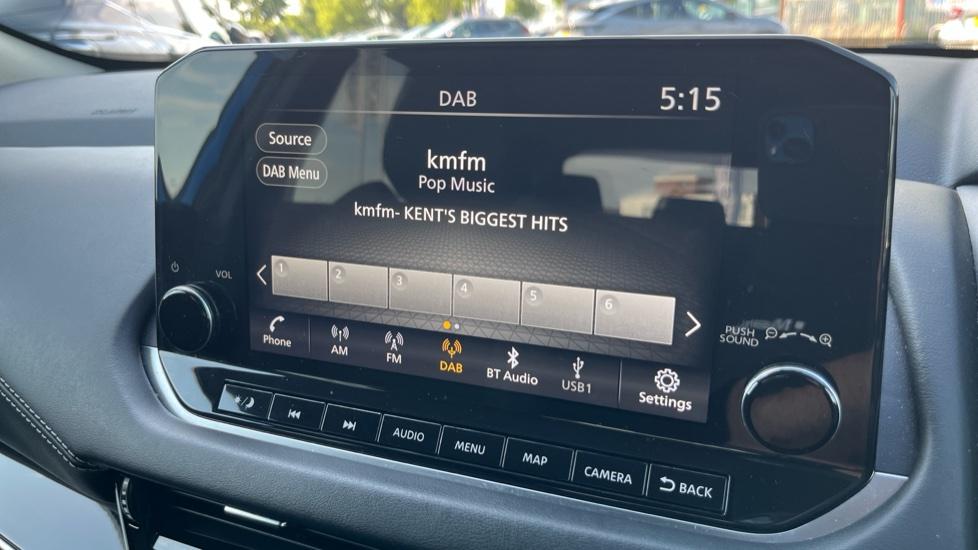 DAB
5:15
Source
DAB Menu
kmfm
Pop Music
kmfm- KENT'S BIGGEST HITS
1 2 3 4 5 6
VOL
PUSH
SOUND
Phone
AM
FM
DAB
BT Audio
USB1
Settings
AUDIO
MENU
MAP
CAMERA
BACK